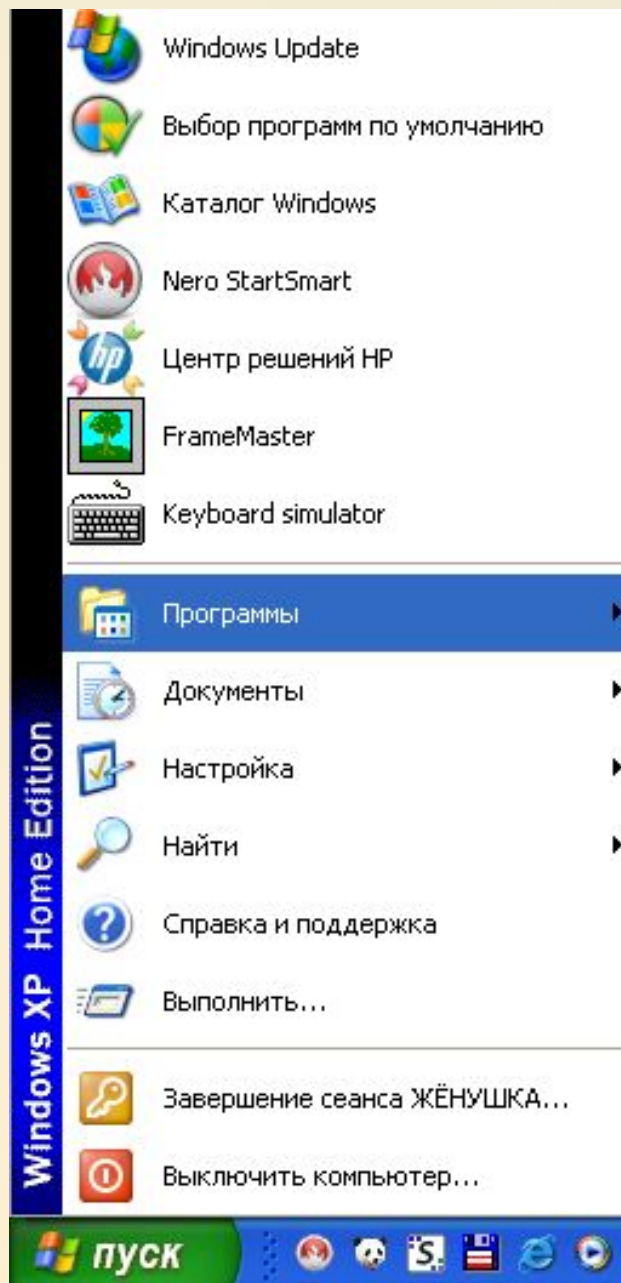 Windows Update
Выбор программ по умолчанию
Каталог Windows
Nero StartSmart
Центр решений HP
FrameMaster
Keyboard simulator
Программы
Документы
Настройка
Найти
Справка и поддержка
Выполнить...
Завершение сеанса ЖЁНУШКА...
Выключить компьютер...
Windows XP Home Edition
пуск